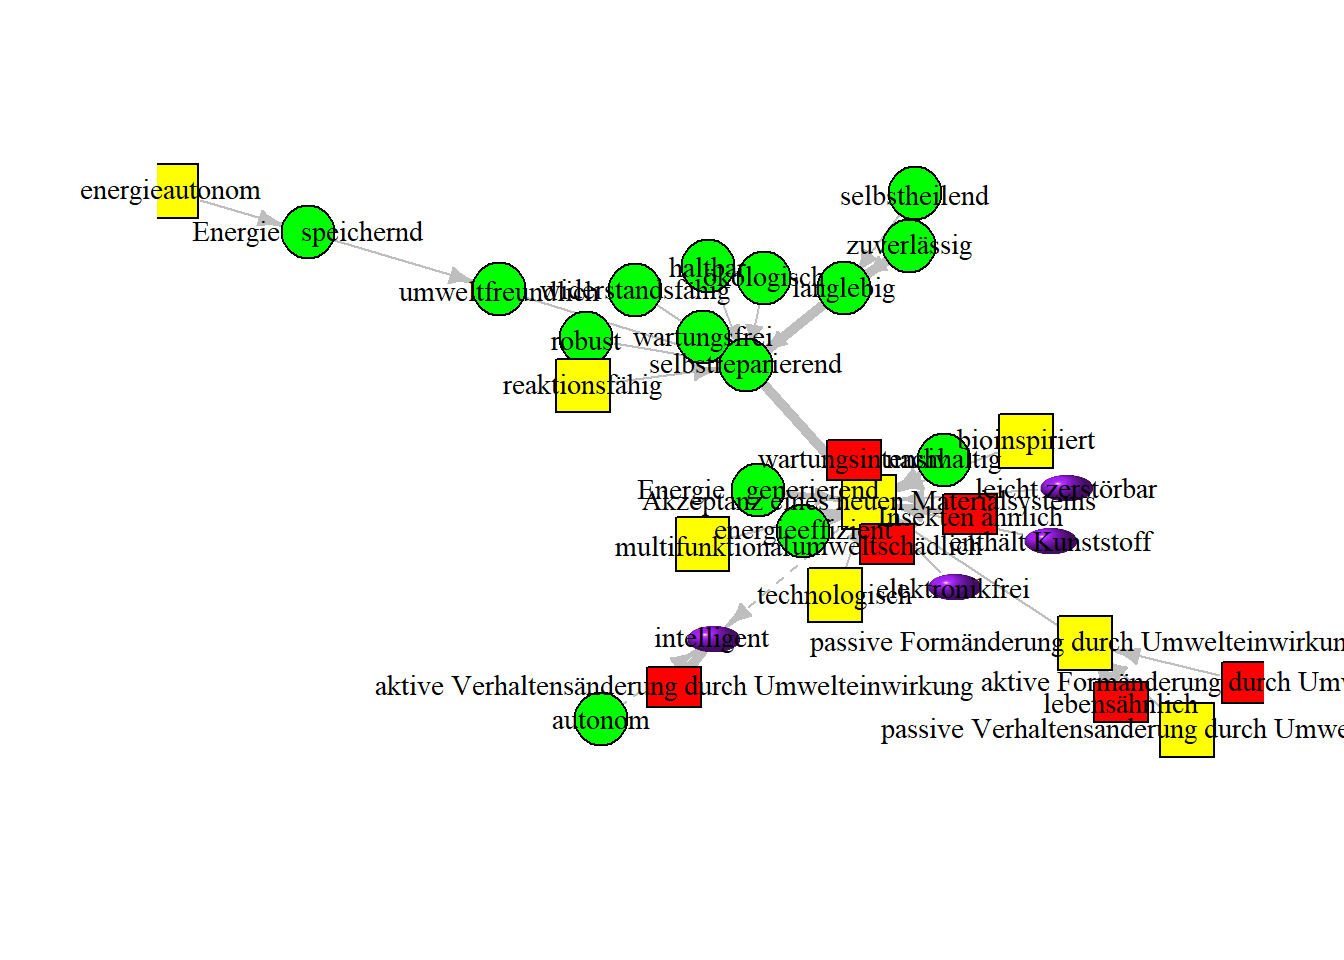 energieautonom
selbstheilend
Energie speichernd
zuverlässig
haltbar
ökologisch
langlebig
umweltfreundlich
widerstandsfähig
wartungsfrei
robust
selbstreparierend
reaktionsfähig
bioinspiriert
wartungsintensiv
nachhaltig
Energie generierend
leicht zerstörbar
Akzeptanz eines neuen Materialsystems
Insekten ähnlich
energieeffizient
enthält Kunststoff
multifunktional
umweltschädlich
technologisch
elektronikfrei
intelligent
passive Formänderung durch Umwelteinwirkun
aktive Verhaltensänderung durch Umwelteinwirkung
aktive Formänderung durch Umw
lebensähnlich
autonom
passive Verhaltensänderung durch Umwe